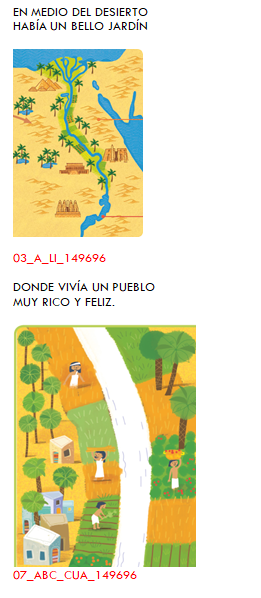 EN MEDIO DEL DESIERTO
HABÍA UN BELLO JARDÍN
03_A_LI_149696
DONDE VIVÍA UN PUEBLO
MUY RICO Y FELIZ.
07_ABC_CUA_149696